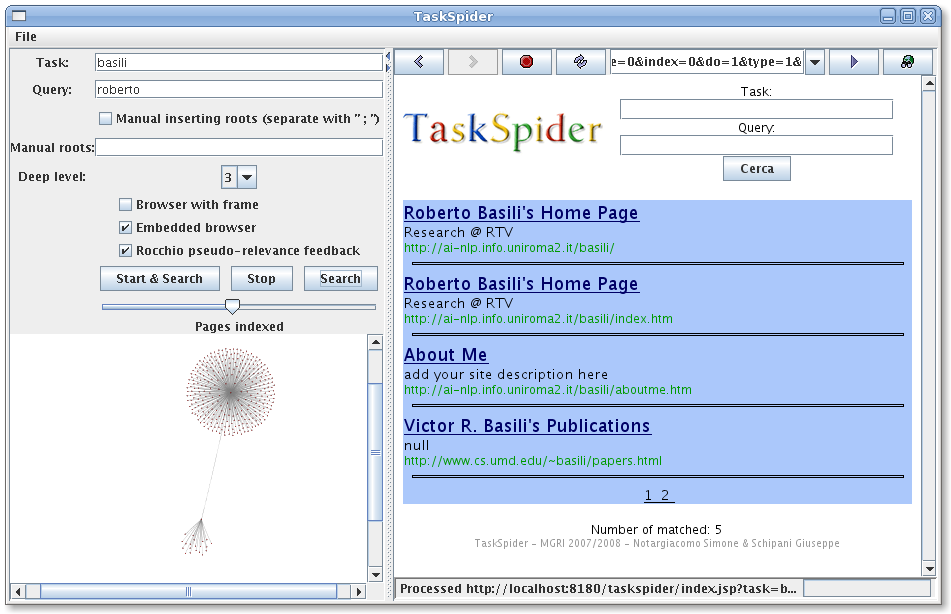 TaskSpider
File
Task: basili
Query: roberto
Manual inserting roots (separate with ";")
Manual roots:
Deep level: 3
Browser with frame
Embedded browser
Rocchio pseudo-relevance feedback
Start & Search Stop Search
Pages indexed
e=0&index=0&do=1&type=1&
TaskSpider
Task:
Query:
Cerca
Roberto Basili's Home Page
Research @ RTV
http://ai-nlp.info.uniroma2.it/basili/
Roberto Basili's Home Page
Research @ RTV
http://ai-nlp.info.uniroma2.it/basili/index.htm
About Me
add your site description here
http://ai-nlp.info.uniroma2.it/basili/aboutme.htm
Victor R. Basili's Publications
null
http://www.cs.umd.edu/~basili/papers.html
1 2
Number of matched: 5
TaskSpider - MGRI 2007/2008 - Notargiacomo Simone & Schipani Giuseppe
Processed http://localhost:8180/taskspider/index.jsp?task=b...